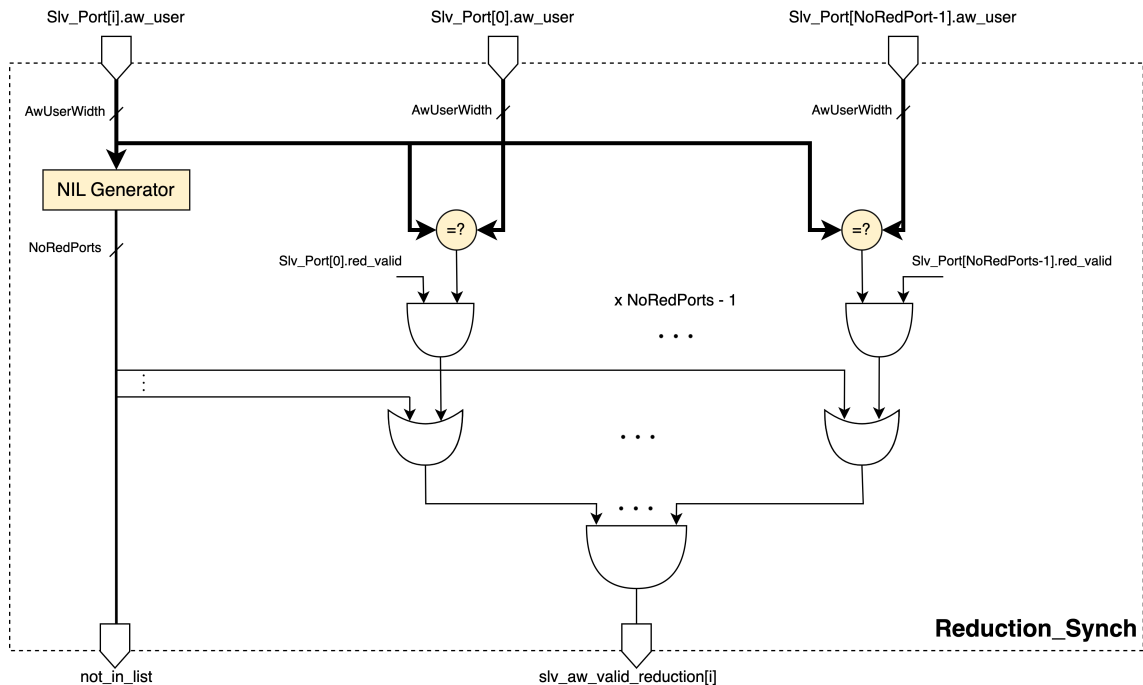 Slv_Port[i].aw_user
Slv_Port[0].aw_user
Slv_Port[NoRedPort-1].aw_user
AwUserWidth
AwUserWidth
AwUserWidth
NIL Generator
=?
=?
NoRedPorts
Slv_Port[0].red_valid
Slv_Port[NoRedPorts-1].red_valid
x NoRedPorts - 1
Reduction_Synch
not_in_list
slv_aw_valid_reduction[i]